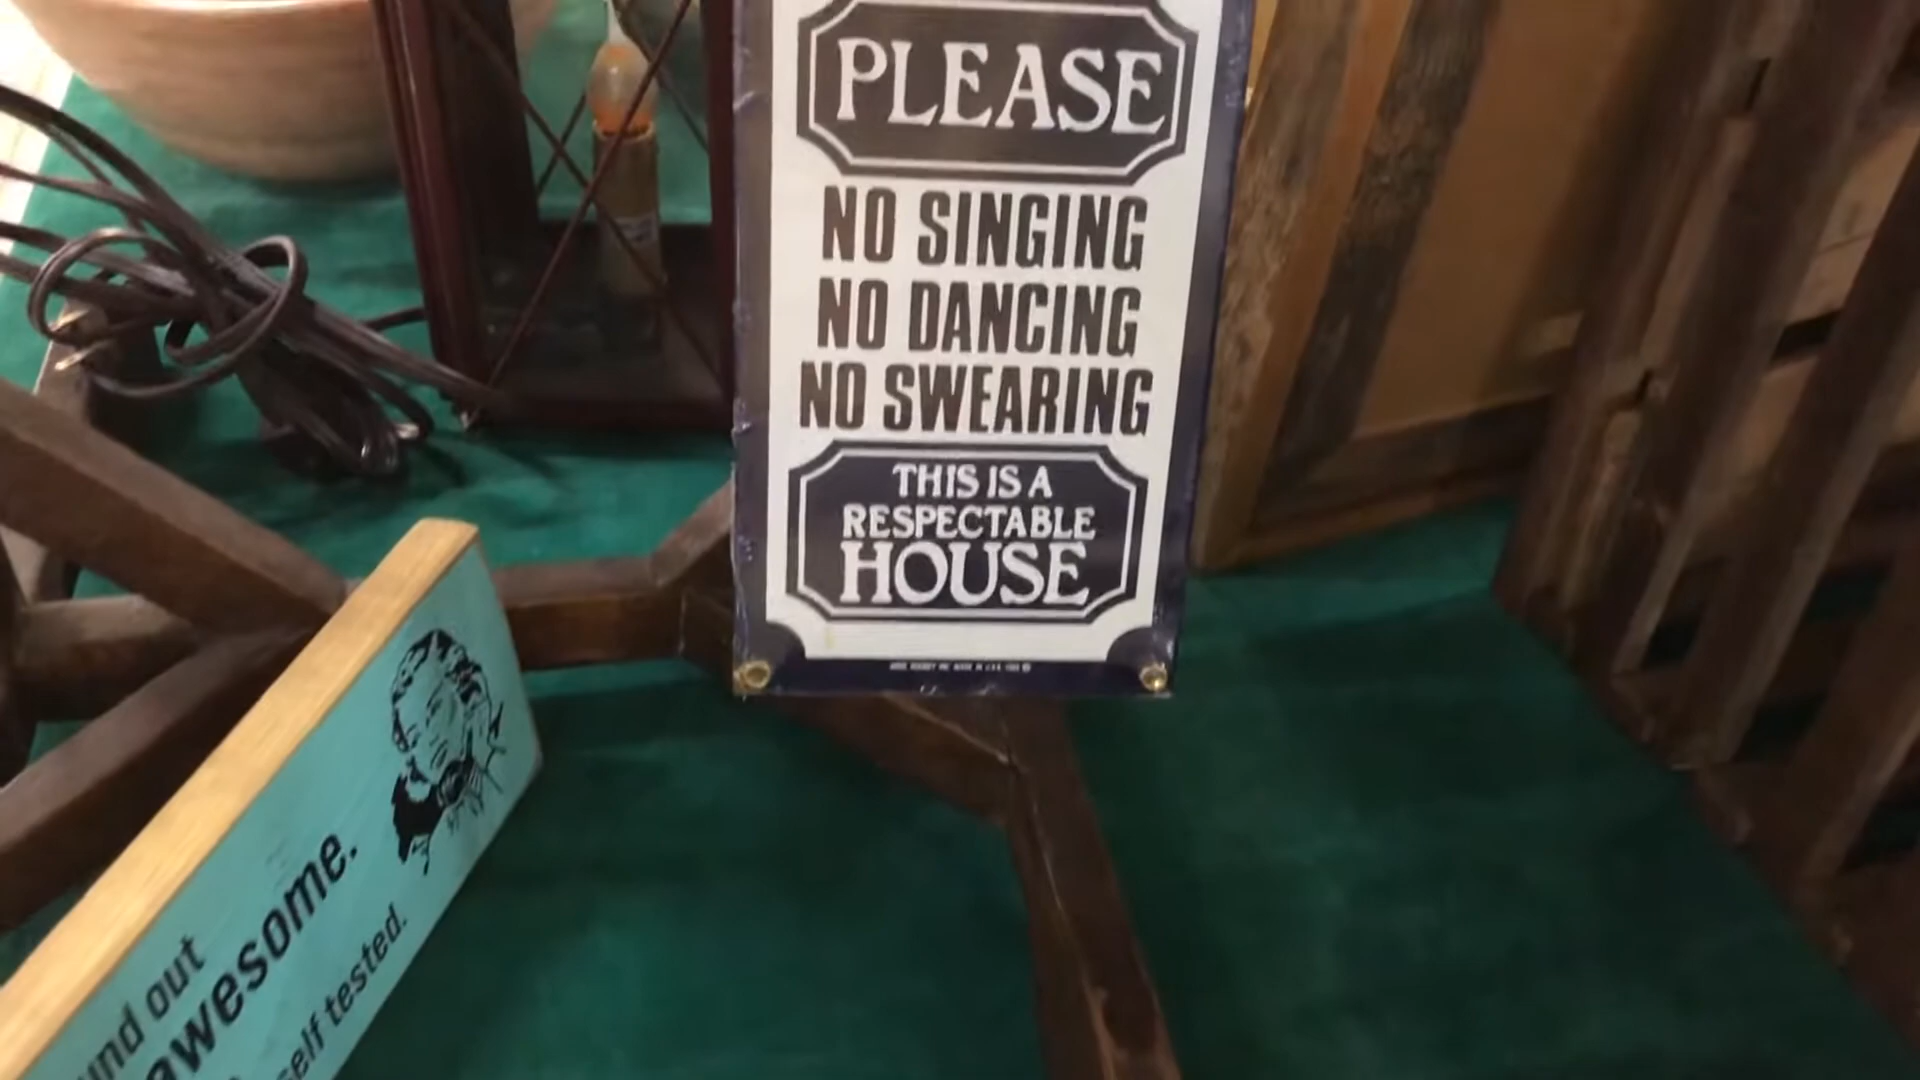 PLEASE
NO SINGING
NO DANCING
NO SWEARING
THIS IS A
RESPECTABLE
HOUSE
und out
awesome.
self tested.